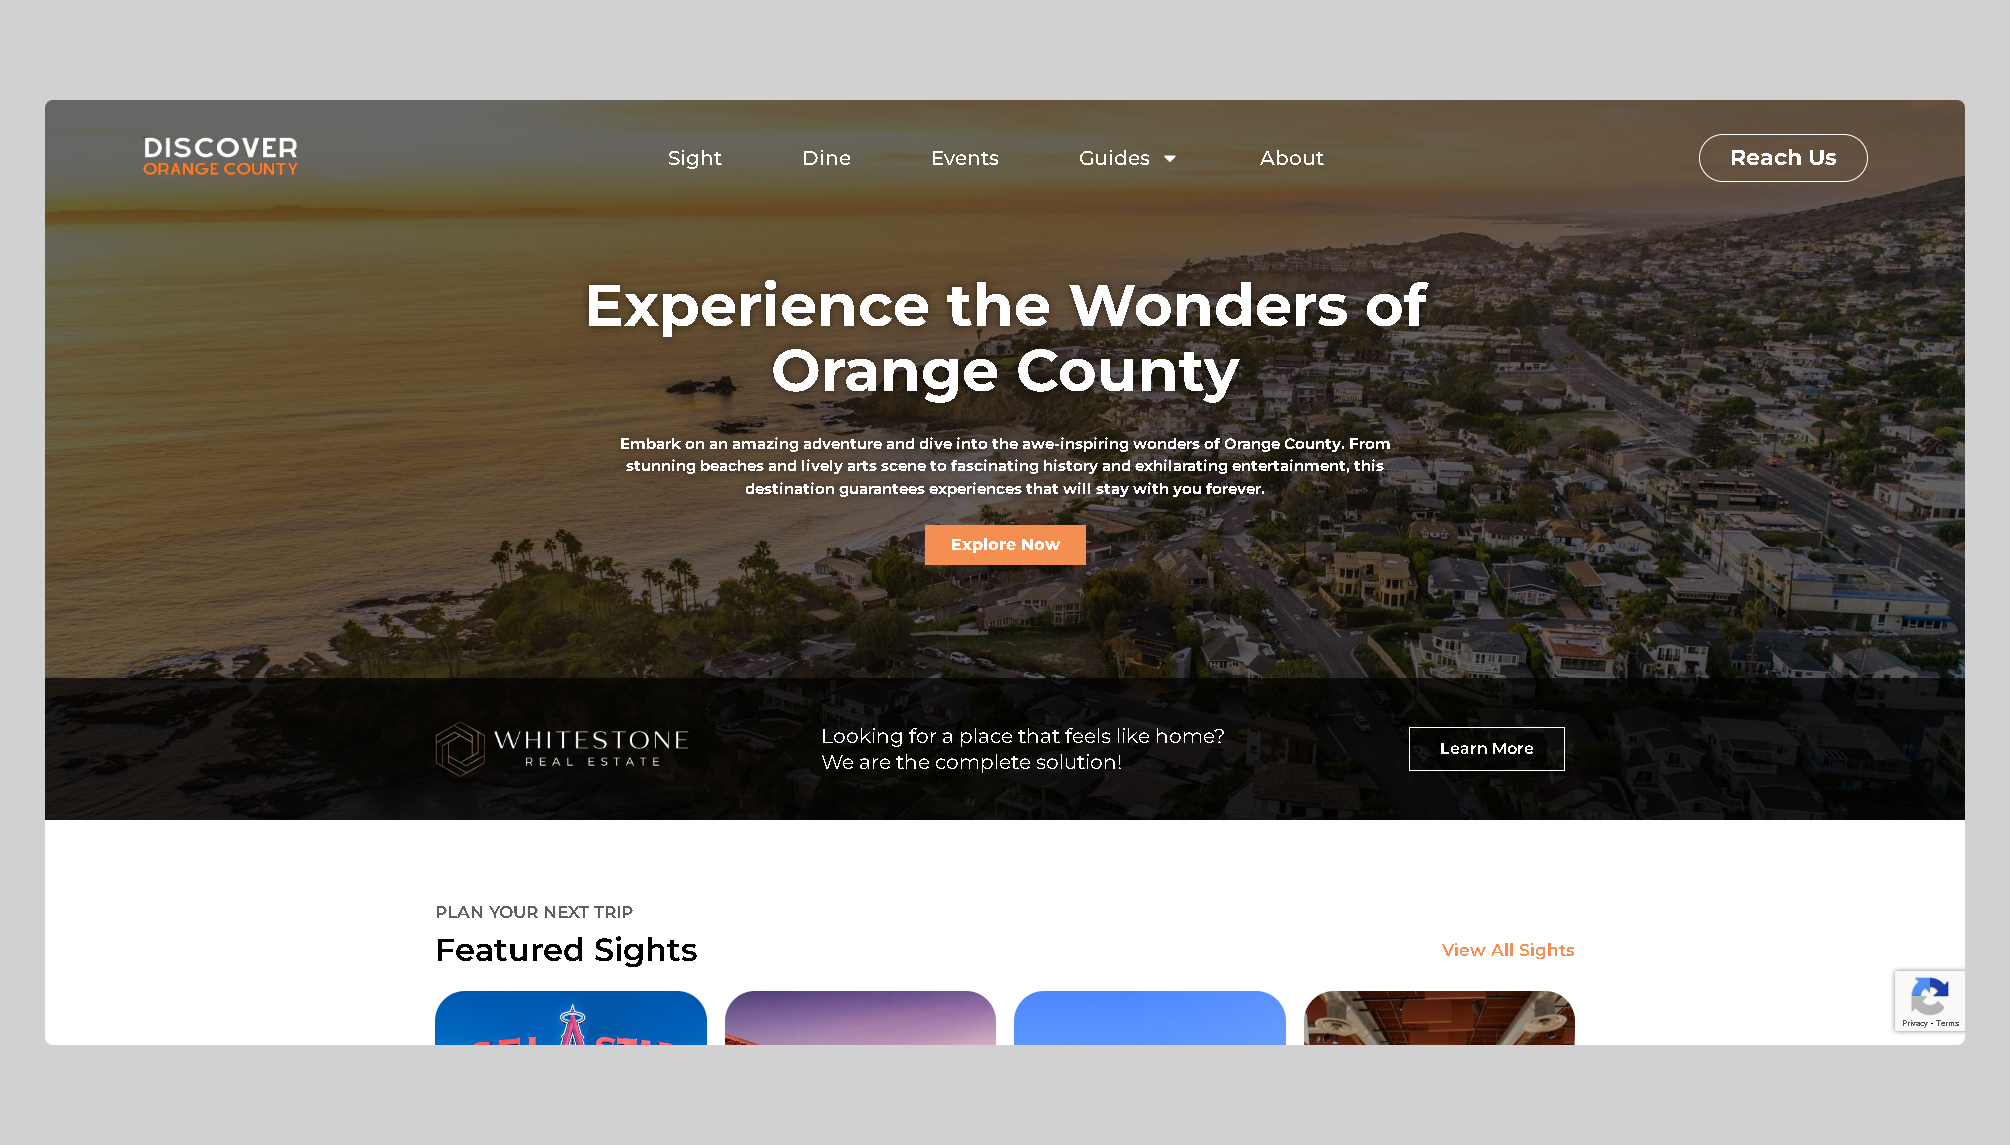 DISCOVER
ORANGE COUNTY
Sight
Dine
Events
Guides
About
Reach Us
Experience the Wonders of
Orange County
Embark on an amazing adventure and dive into the awe-inspiring wonders of Orange County. From
stunning beaches and lively arts scene to fascinating history and exhilarating entertainment, this
destination guarantees experiences that will stay with you forever.
Explore Now
WHITESTONE
REAL ESTATE
Looking for a place that feels like home?
We are the complete solution!
Learn More
PLAN YOUR NEXT TRIP
Featured Sights
View All Sights
Privacy - Terms